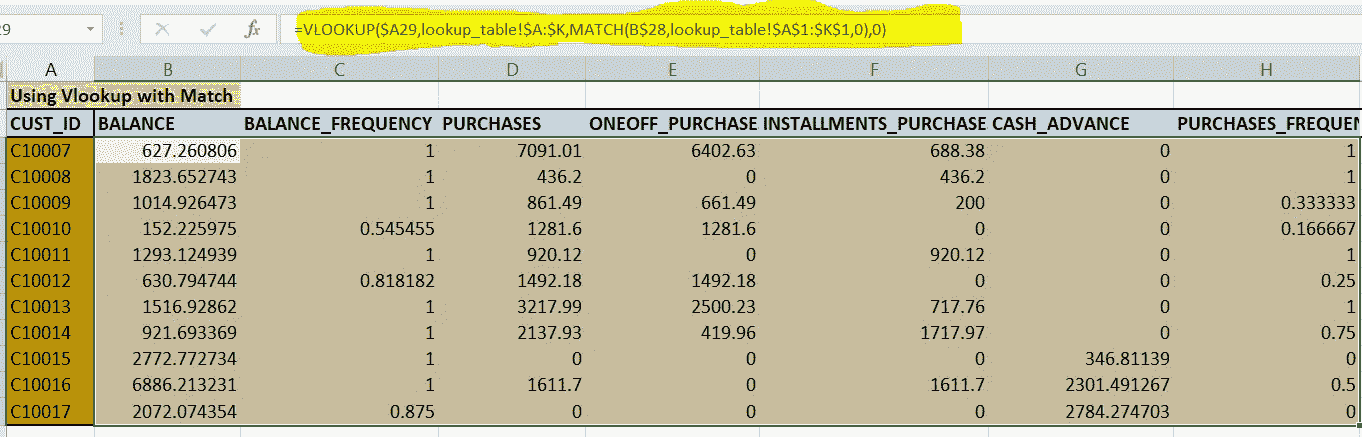 29 fx =VLOOKUP($A29,lookup_table!$A:$K,MATCH(B$28,lookup_table!$A$1:$K$1,0),0)
A B C D E F G H
Using Vlookup with Match
CUST_ID BALANCE BALANCE_FREQUENCY PURCHASES ONEOFF_PURCHASE INSTALLMENTS_PURCHASE CASH_ADVANCE PURCHASES_FREQUEN
C10007 627.260806 1 7091.01 6402.63 688.38 0 1
C10008 1823.652743 1 436.2 0 436.2 0 1
C10009 1014.926473 1 861.49 661.49 200 0 0.333333
C10010 152.225975 0.545455 1281.6 1281.6 0 0 0.166667
C10011 1293.124939 1 920.12 0 920.12 0 1
C10012 630.794744 0.818182 1492.18 1492.18 0 0 0.25
C10013 1516.92862 1 3217.99 2500.23 717.76 0 1
C10014 921.693369 1 2137.93 419.96 1717.97 0 0.75
C10015 2772.772734 1 0 0 0 346.81139 0
C10016 6886.213231 1 1611.7 0 1611.7 2301.491267 0.5
C10017 2072.074354 0.875 0 0 0 2784.274703 0